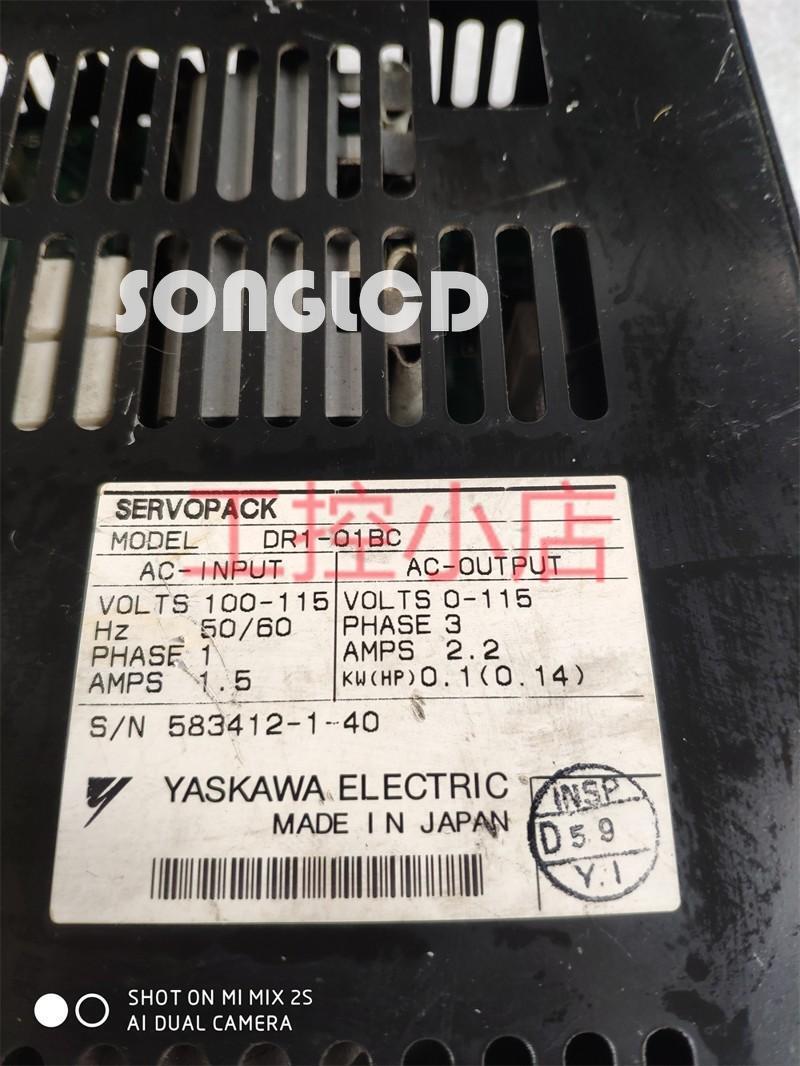 SONGLCD
工控小店
SERVOPACK
MODEL DR1-01BC
AC-INPUT AC-OUTPUT
VOLTS 100-115 VOLTS 0-115
Hz 50/60 PHASE 3
PHASE 1 AMPS 2.2
AMPS 1.5 KW(HP) 0.1(0.14)
S/N 583412-1-40
YASKAWA ELECTRIC
MADE IN JAPAN
INSP
D 5.9
Y.I
SHOT ON MI MIX 2S
AI DUAL CAMERA